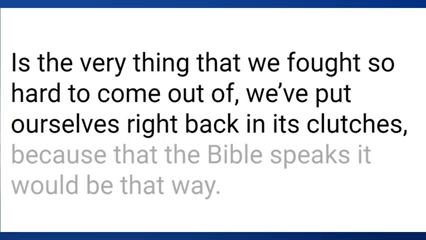 Is the very thing that we fought so
hard to come out of, we’ve put
ourselves right back in its clutches,
because that the Bible speaks it
would be that way.